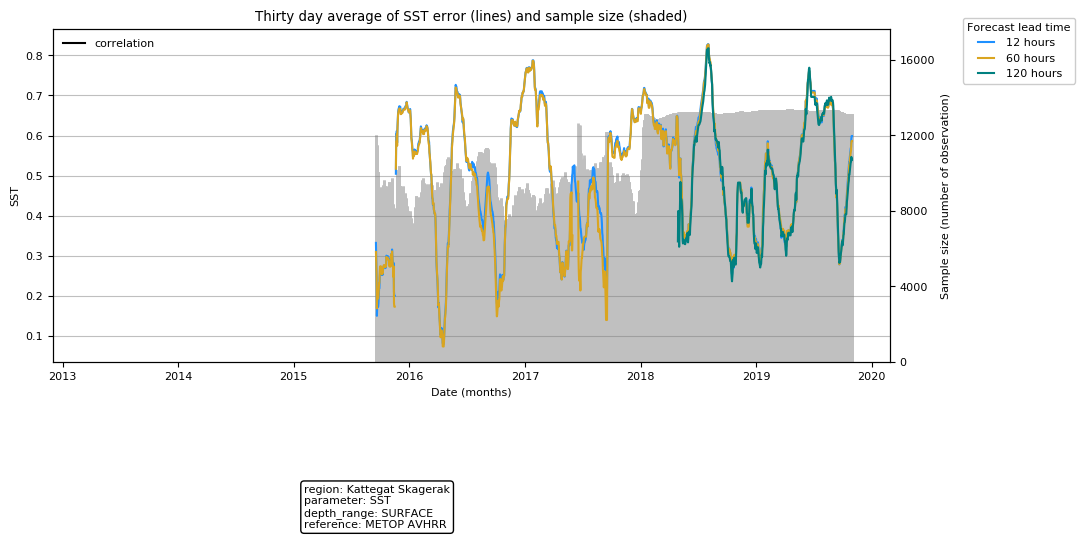 Thirty day average of SST error (lines) and sample size (shaded)
correlation
Forecast lead time
12 hours
60 hours
120 hours
0.8
0.7
0.6
0.5
0.4
0.3
0.2
0.1
SST
16000
12000
8000
4000
0
Sample size (number of observation)
2013
2014
2015
2016
2017
2018
2019
2020
Date (months)
region: Kattegat Skagerak
parameter: SST
depth_range: SURFACE
reference: METOP AVHRR